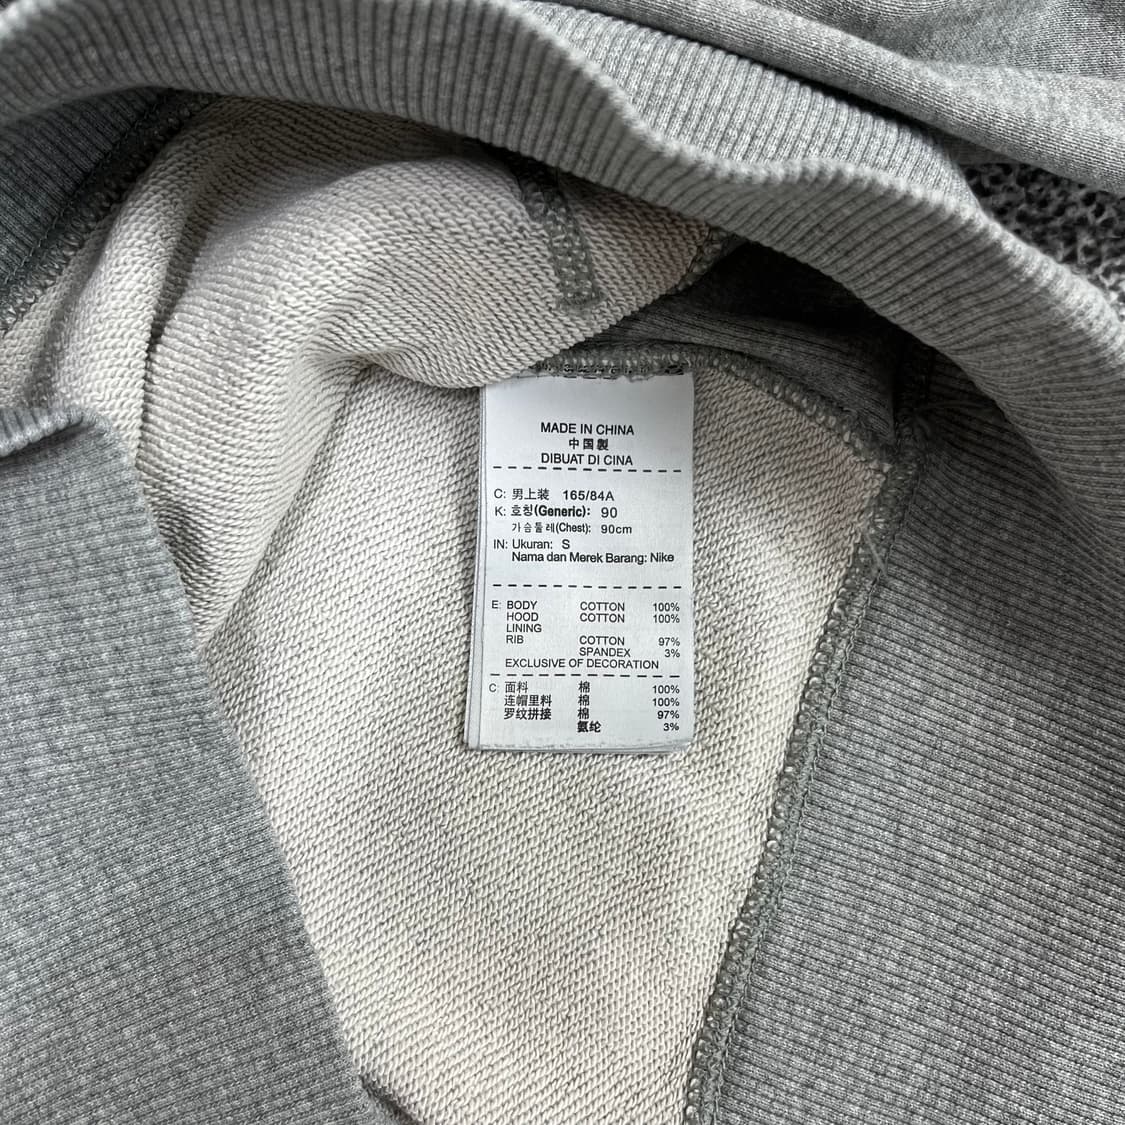 MADE IN CHINA
中国製
DIBUAT DI CINA
C: 男上装 165/84A
K: 호칭(Generic): 90
가슴둘레(Chest): 90cm
IN: Ukuran: S
Nama dan Merek Barang: Nike
E: BODY COTTON 100%
HOOD COTTON 100%
LINING
RIB COTTON 97%
SPANDEX 3%
EXCLUSIVE OF DECORATION
C: 面料 棉 100%
连帽里料 棉 100%
罗纹拼接 棉 97%
氨纶 3%